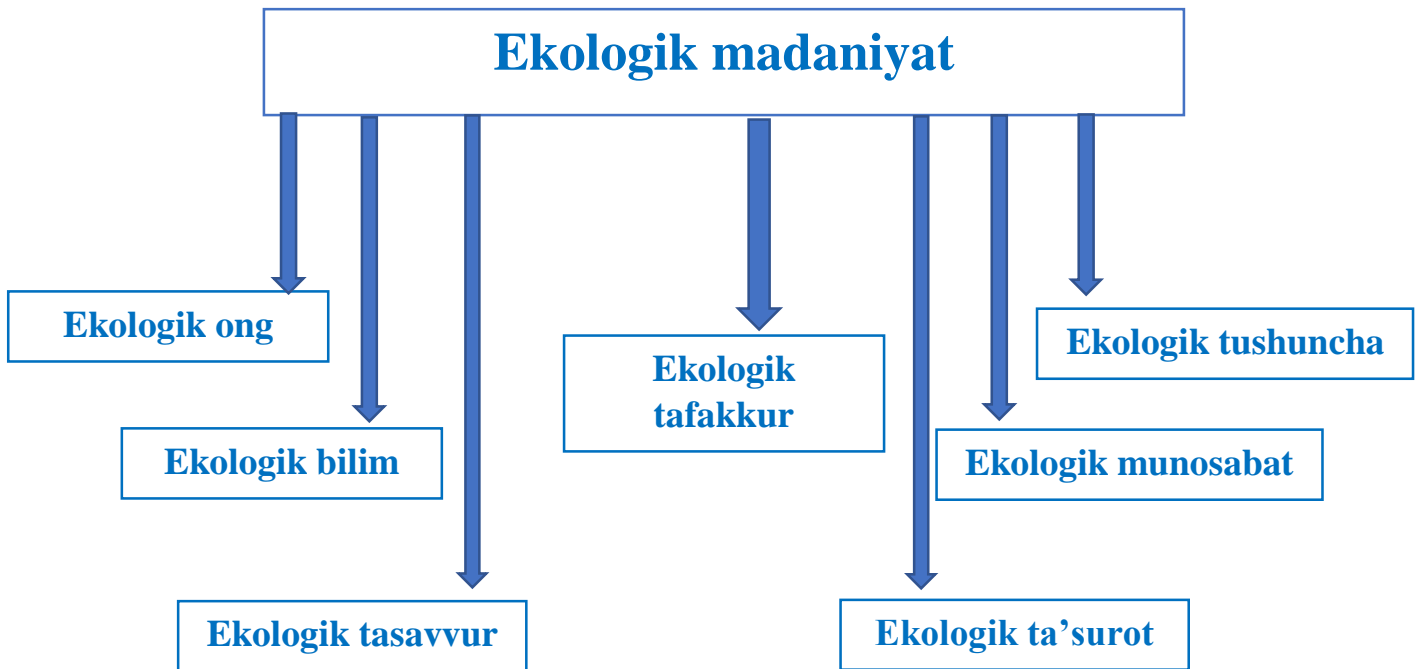 Ekologik madaniyat
Ekologik ong
Ekologik tushuncha
Ekologik
tafakkur
Ekologik bilim
Ekologik munosabat
Ekologik tasavvur
Ekologik ta’surot